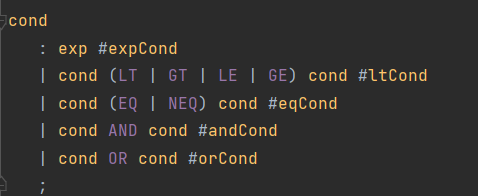 cond
: exp #expCond
| cond (LT | GT | LE | GE) cond #ltCond
| cond (EQ | NEQ) cond #eqCond
| cond AND cond #andCond
| cond OR cond #orCond
;